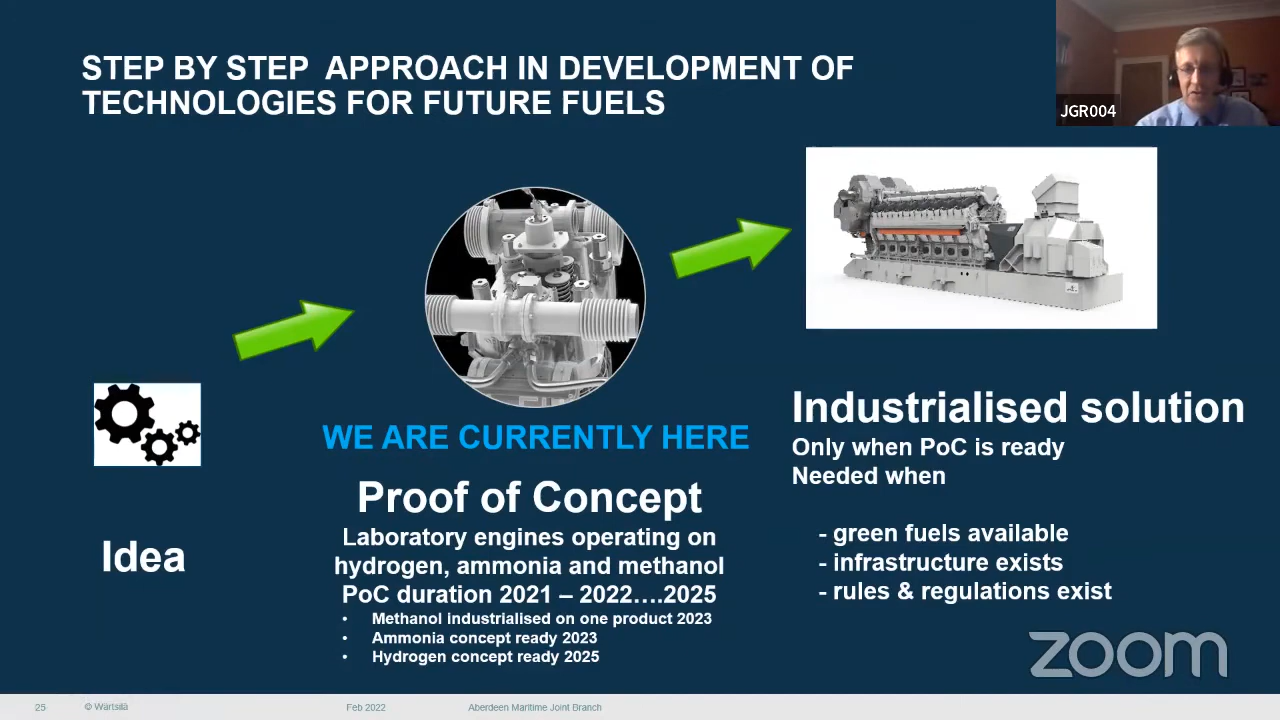 STEP BY STEP APPROACH IN DEVELOPMENT OF
TECHNOLOGIES FOR FUTURE FUELS
JGR004
WE ARE CURRENTLY HERE
Idea
Proof of Concept
Laboratory engines operating on
hydrogen, ammonia and methanol
PoC duration 2021 – 2022….2025
• Methanol industrialised on one product 2023
• Ammonia concept ready 2023
• Hydrogen concept ready 2025
Industrialised solution
Only when PoC is ready
Needed when
- green fuels available
- infrastructure exists
- rules & regulations exist
zoom
25
© Wärtsilä
Feb 2022
Aberdeen Maritime Joint Branch